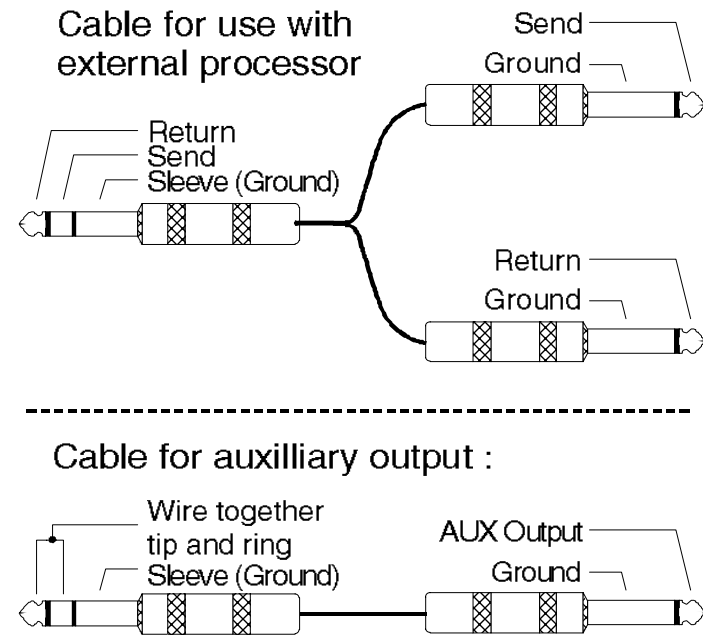 Cable for use with
external processor
Send
Ground
Return
Send
Sleeve (Ground)
Return
Ground
Cable for auxilliary output :
Wire together
tip and ring
Sleeve (Ground)
AUX Output
Ground